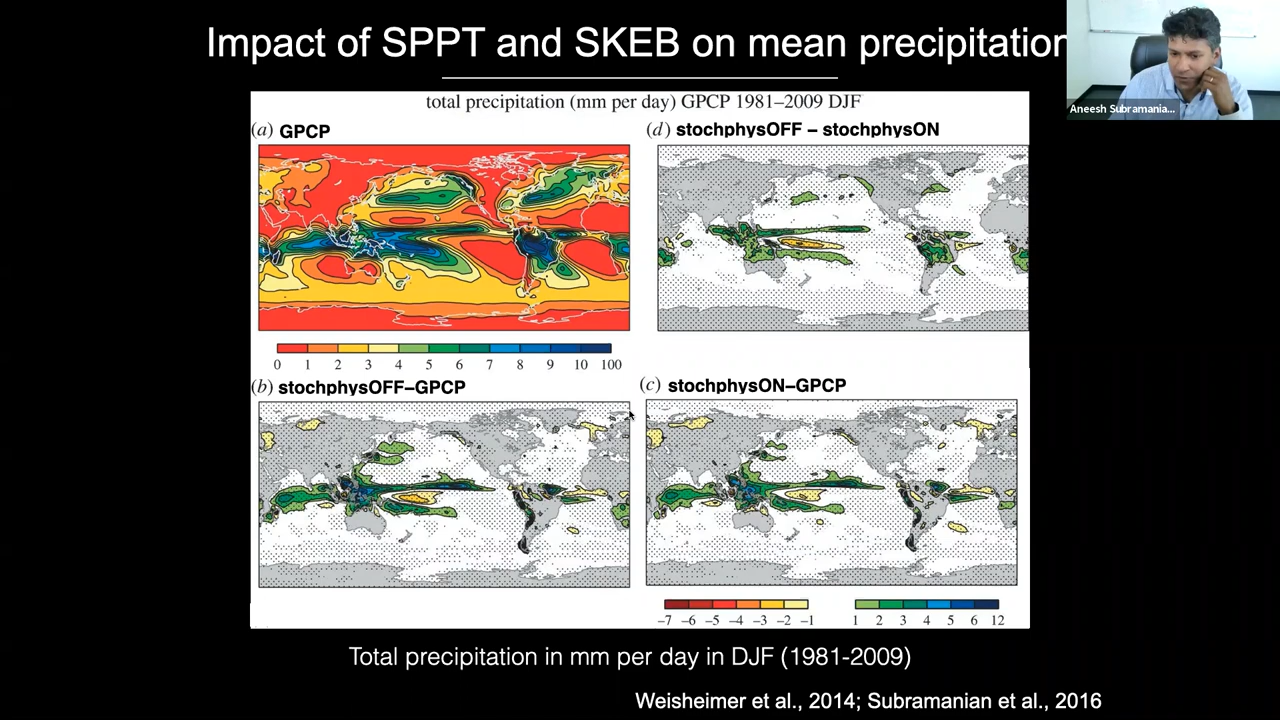 Impact of SPPT and SKEB on mean precipitation
Aneesh Subramania...
total precipitation (mm per day) GPCP 1981–2009 DJF
(a) GPCP
(d) stochphysOFF – stochphysON
0 1 2 3 4 5 6 7 8 9 10 100
(b) stochphysOFF–GPCP
(c) stochphysON–GPCP
–7 –6 –5 –4 –3 –2 –1
1 2 3 4 5 6 12
Total precipitation in mm per day in DJF (1981-2009)
Weisheimer et al., 2014; Subramanian et al., 2016